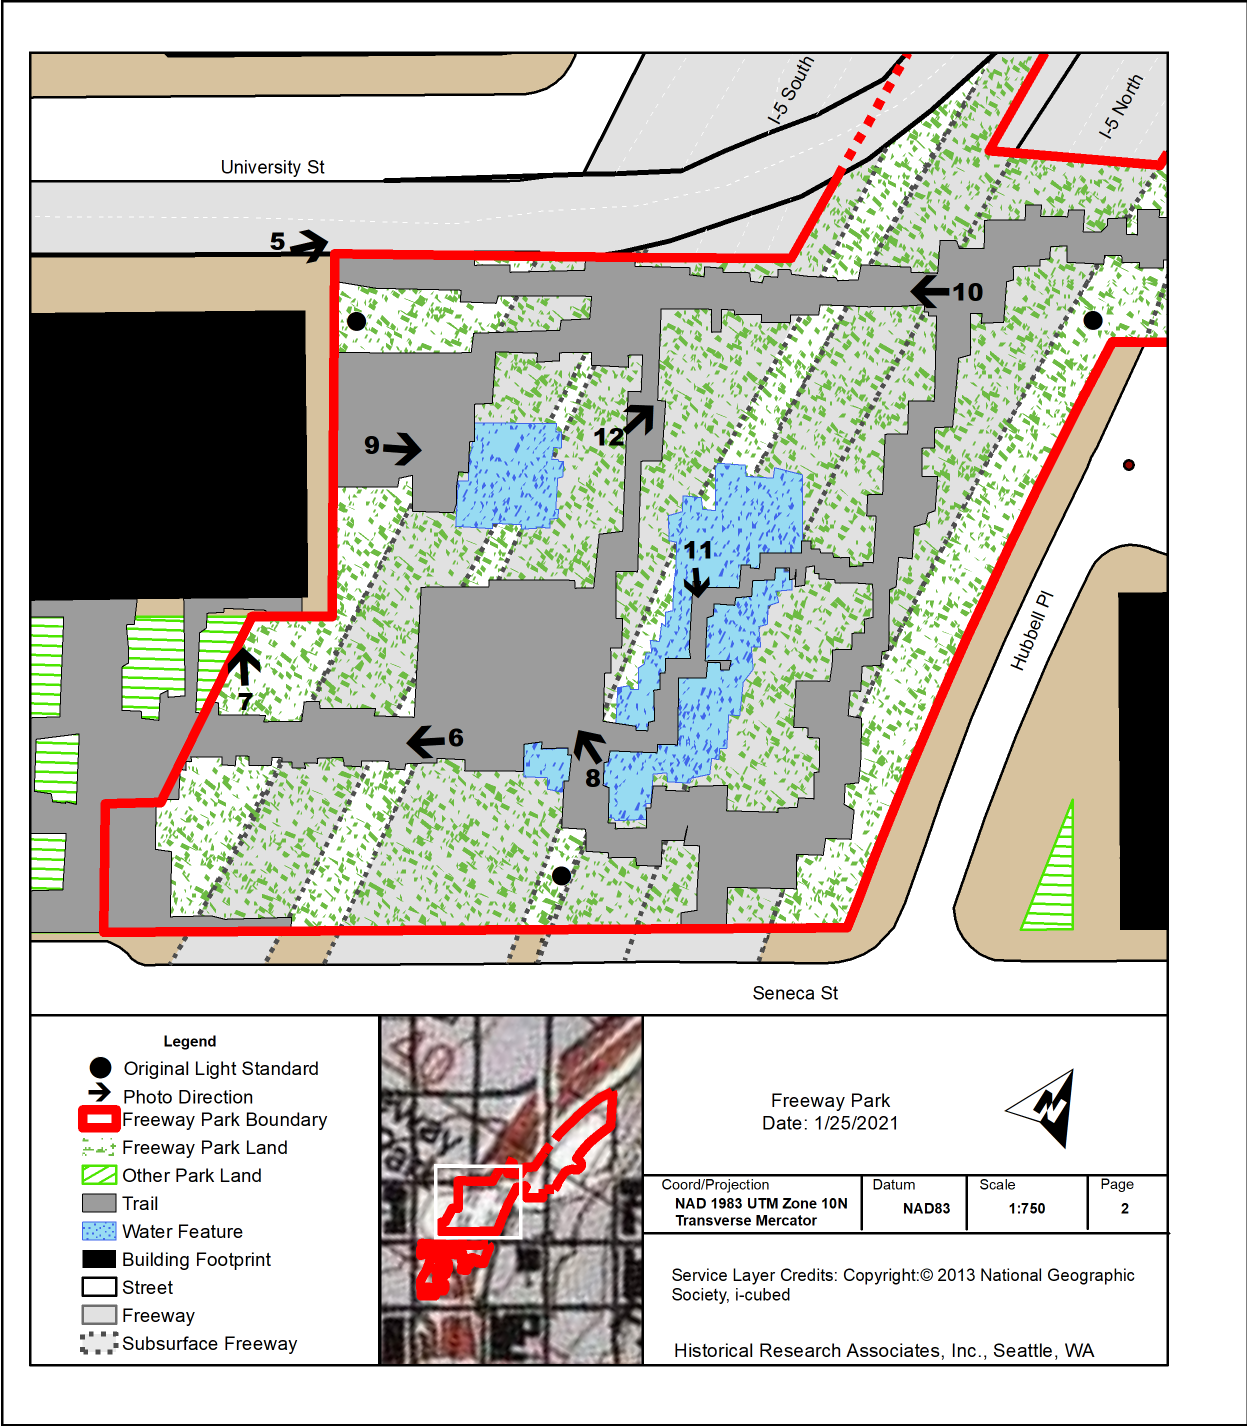 I-5 South
I-5 North
University St
5
10
9
12
11
7
6
8
Hubbell Pl
Seneca St
Legend
Original Light Standard
Photo Direction
Freeway Park Boundary
Freeway Park Land
Other Park Land
Trail
Water Feature
Building Footprint
Street
Freeway
Subsurface Freeway
Freeway Park
Date: 1/25/2021
N
Coord/Projection
NAD 1983 UTM Zone 10N
Transverse Mercator
Datum
NAD83
Scale
1:750
Page
2
Service Layer Credits: Copyright:© 2013 National Geographic
Society, i-cubed
Historical Research Associates, Inc., Seattle, WA